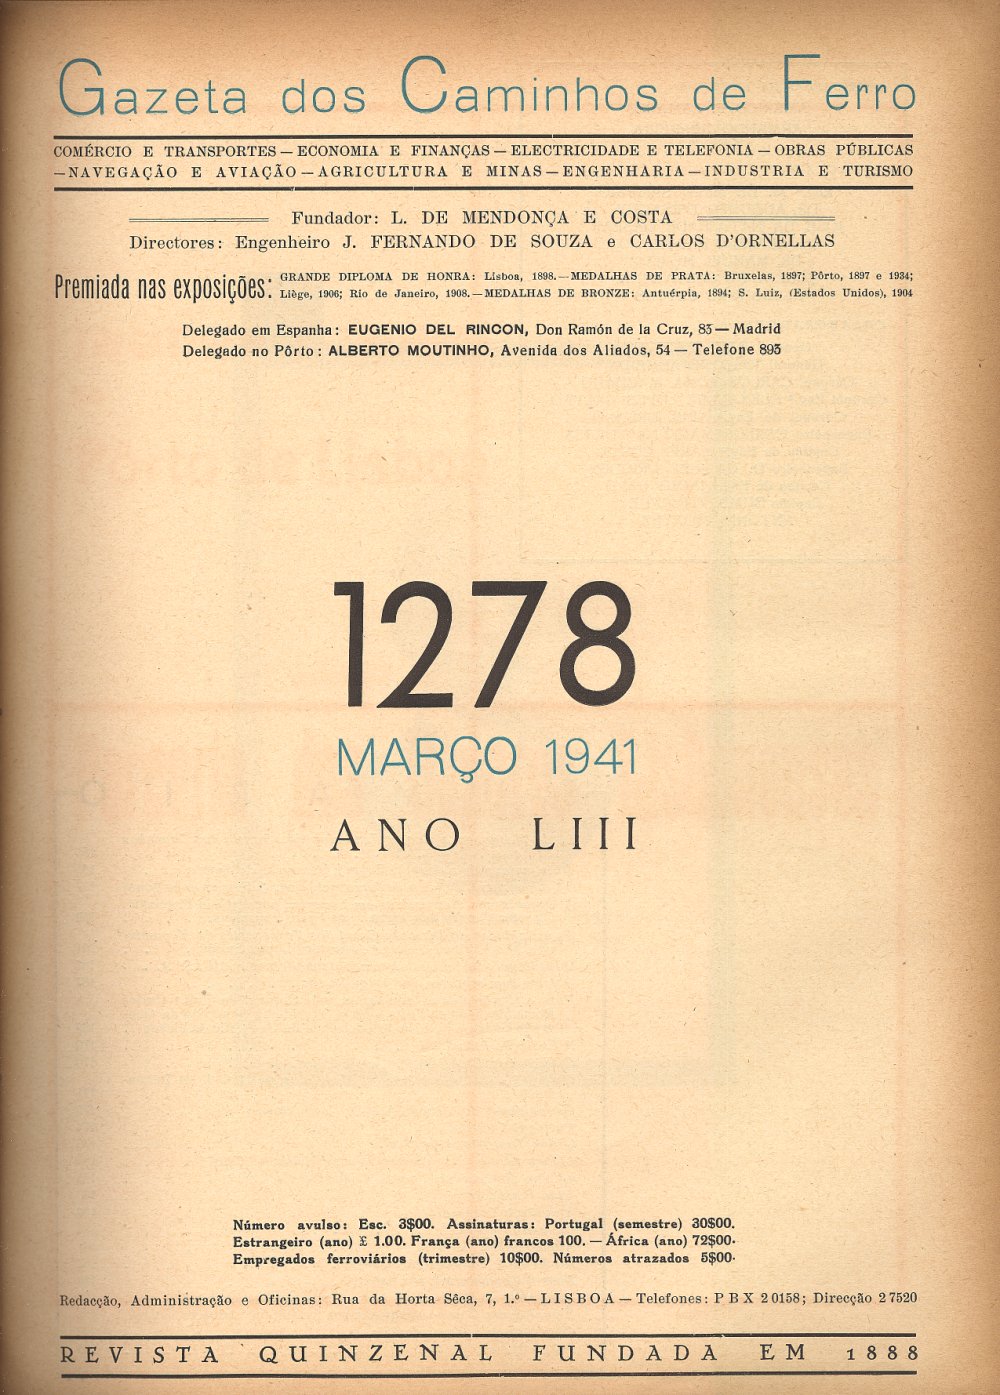 Gazeta dos Caminhos de Ferro
COMÉRCIO E TRANSPORTES — ECONOMIA E FINANÇAS — ELECTRICIDADE E TELEFONIA — OBRAS PÚBLICAS
— NAVEGAÇÃO E AVIAÇÃO — AGRICULTURA E MINAS — ENGENHARIA — INDUSTRIA E TURISMO
Fundador: L. DE MENDONÇA E COSTA
Directores: Engenheiro J. FERNANDO DE SOUZA e CARLOS D'ORNELLAS
Premiada nas exposições: GRANDE DIPLOMA DE HONRA: Lisboa, 1898. — MEDALHAS DE PRATA: Bruxelas, 1897; Pôrto, 1897 e 1934;
Liège, 1906; Rio de Janeiro, 1908. — MEDALHAS DE BRONZE: Antuérpia, 1894; S. Luiz, (Estados Unidos), 1904
Delegado em Espanha: EUGENIO DEL RINCON, Don Ramón de la Cruz, 83 — Madrid
Delegado no Pôrto: ALBERTO MOUTINHO, Avenida dos Aliados, 54 — Telefone 893
1278
MARÇO 1941
ANO LIII
Número avulso: Esc. 3$00. Assinaturas: Portugal (semestre) 30$00.
Estrangeiro (ano) £ 1.00. França (ano) francos 100. — África (ano) 72$00.
Empregados ferroviários (trimestre) 10$00. Números atrazados 5$00.
Redacção, Administração e Oficinas: Rua da Horta Sêca, 7, 1.º — LISBOA — Telefones: PBX 20158; Direcção 27520
REVISTA QUINZENAL FUNDADA EM 1888